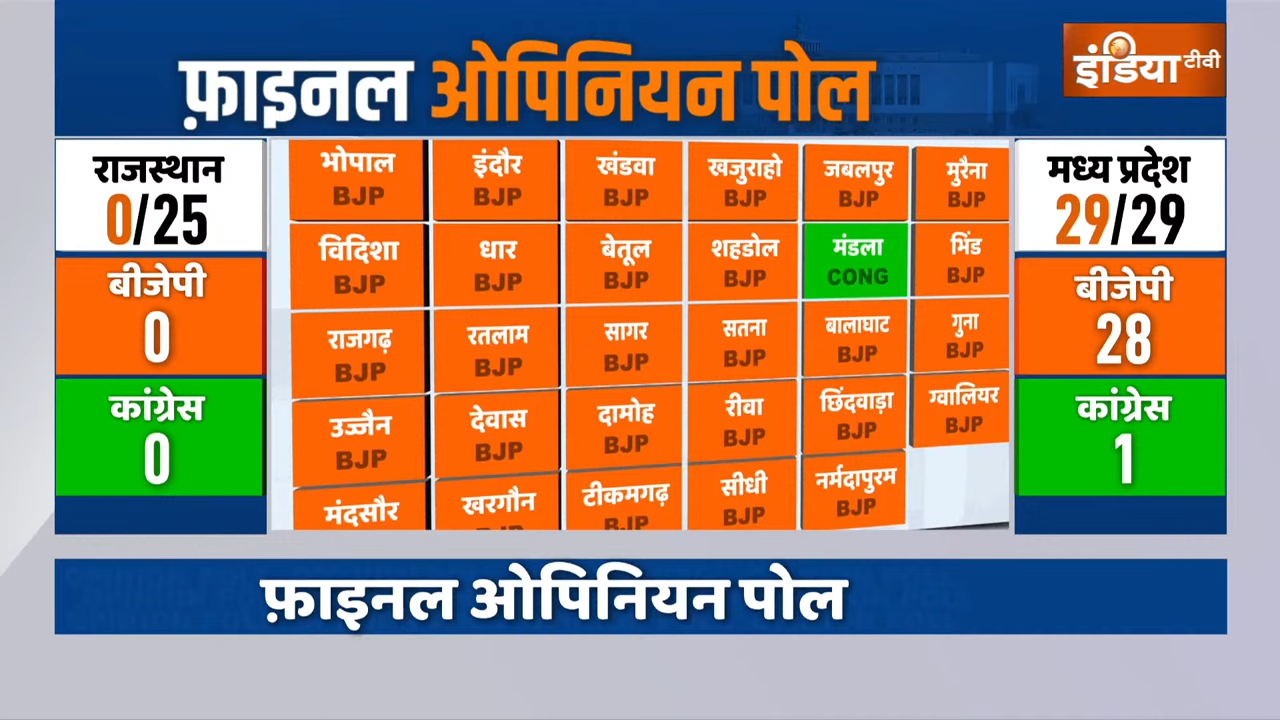 फ़ाइनल ओपिनियन पोल
इंडिया टीवी
राजस्थान
0/25
बीजेपी
0
कांग्रेस
0
भोपाल
BJP
इंदौर
BJP
खंडवा
BJP
खजुराहो
BJP
जबलपुर
BJP
मुरैना
BJP
विदिशा
BJP
धार
BJP
बेतूल
BJP
शहडोल
BJP
मंडला
CONG
भिंड
BJP
राजगढ़
BJP
रतलाम
BJP
सागर
BJP
सतना
BJP
बालाघाट
BJP
गुना
BJP
उज्जैन
BJP
देवास
BJP
दामोह
BJP
रीवा
BJP
छिंदवाड़ा
BJP
ग्वालियर
BJP
मंदसौर
खरगौन
BJP
टीकमगढ़
BJP
सीधी
BJP
नर्मदापुरम
BJP
मध्य प्रदेश
29/29
बीजेपी
28
कांग्रेस
1
फ़ाइनल ओपिनियन पोल